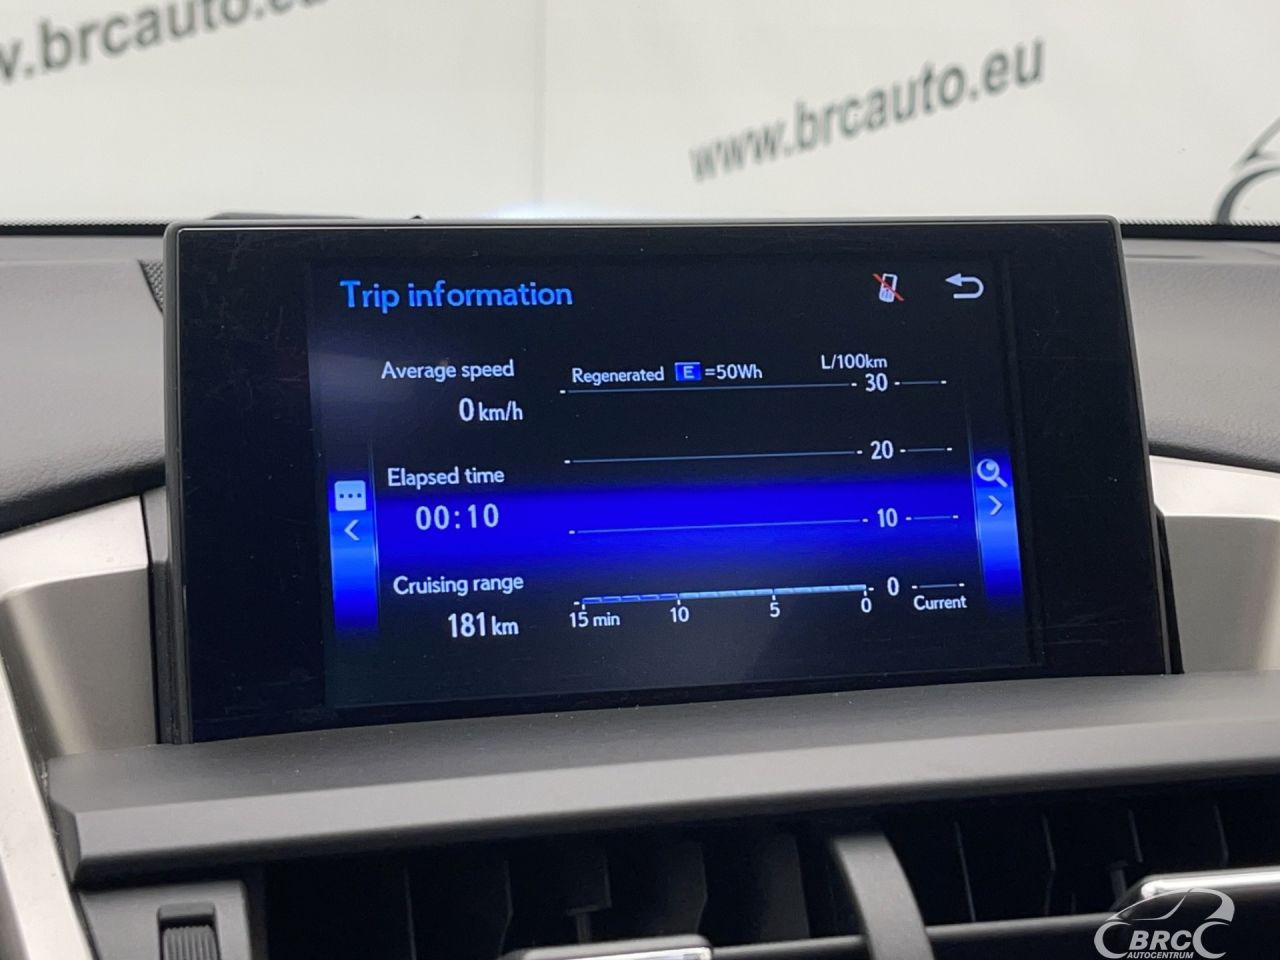 www.brcauto.eu
www.brcauto.eu
Trip information
Average speed
0 km/h
Elapsed time
00:10
Cruising range
181 km
Regenerated E =50Wh
L/100km
30
20
10
0
15 min 10 5 0
Current
BRC
AUTOCENTRUM